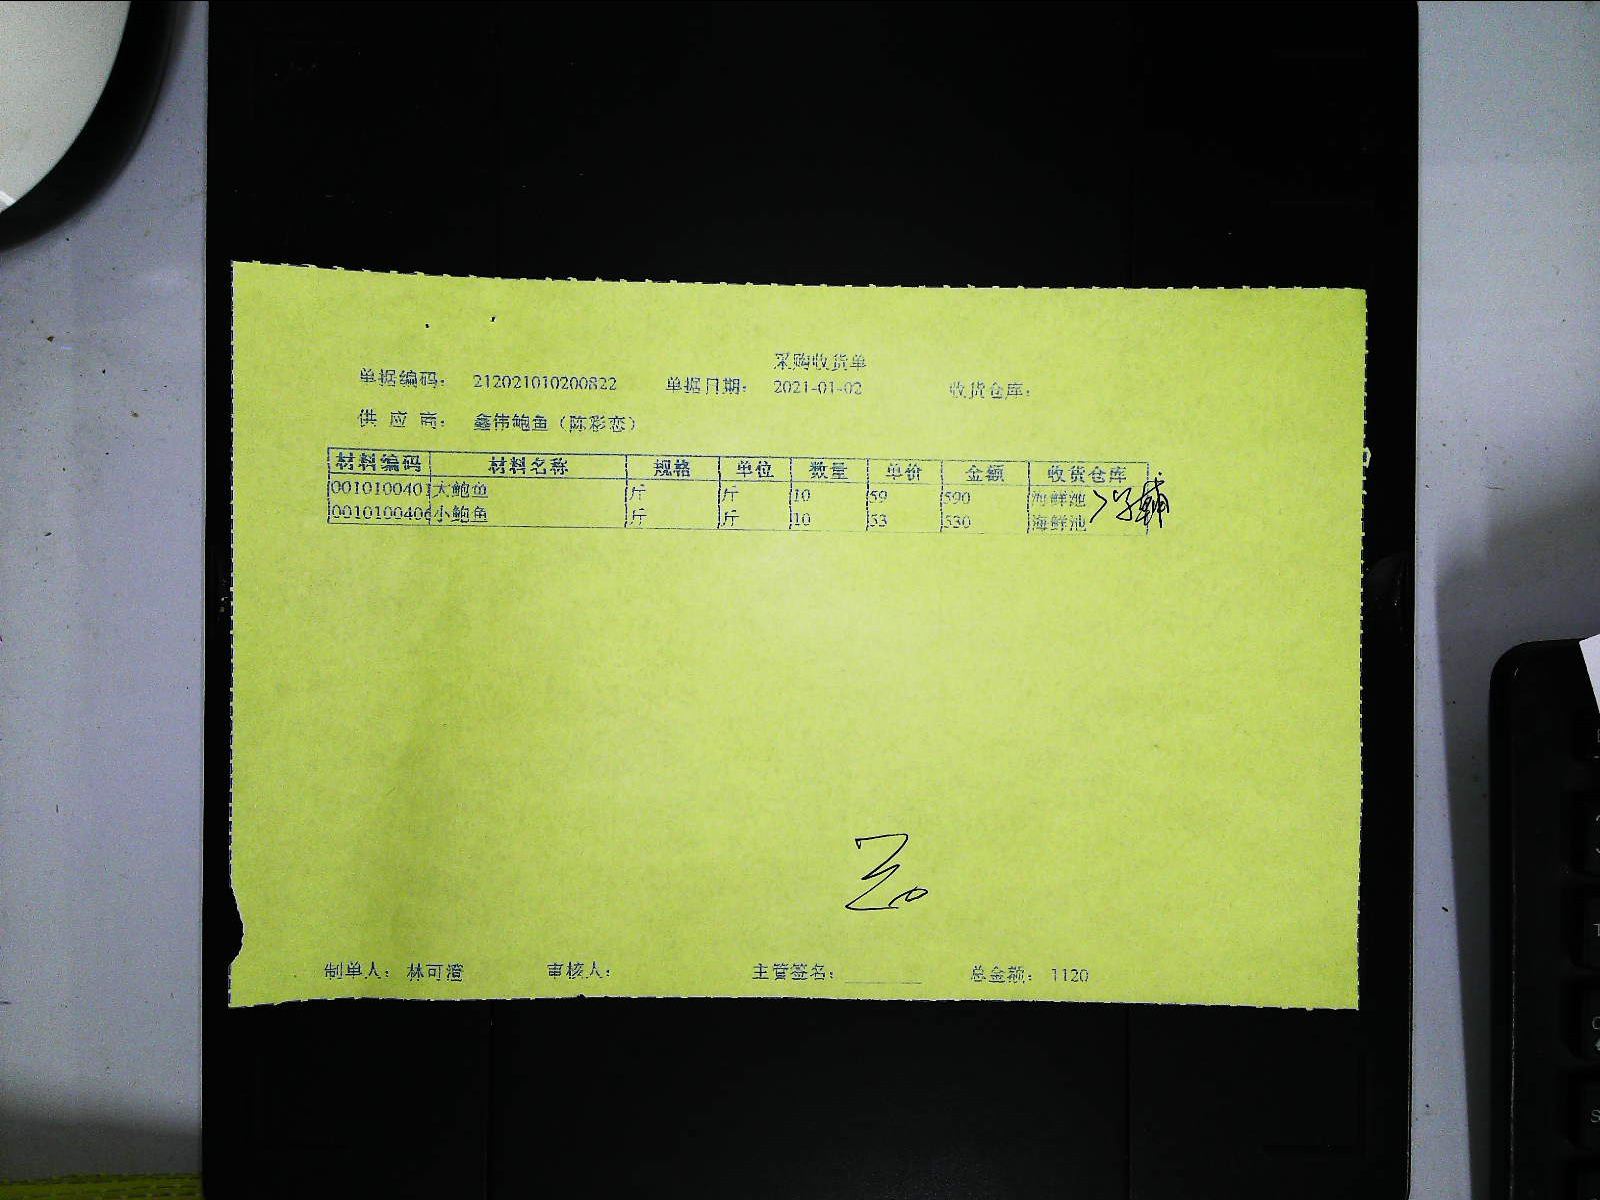 采购收货单
单据编码： 212021010200822 单据日期： 2021-01-02 收货仓库：
供 应 商： 鑫伟鲍鱼（陈彩恋）
材料编码 材料名称 规格 单位 数量 单价 金额 收货仓库
0010100401 大鲍鱼 斤 斤 10 59 590 海鲜池
0010100406 小鲍鱼 斤 斤 10 53 530 海鲜池
制单人： 林可澄 审核人： 主管签名： 总金额： 1120